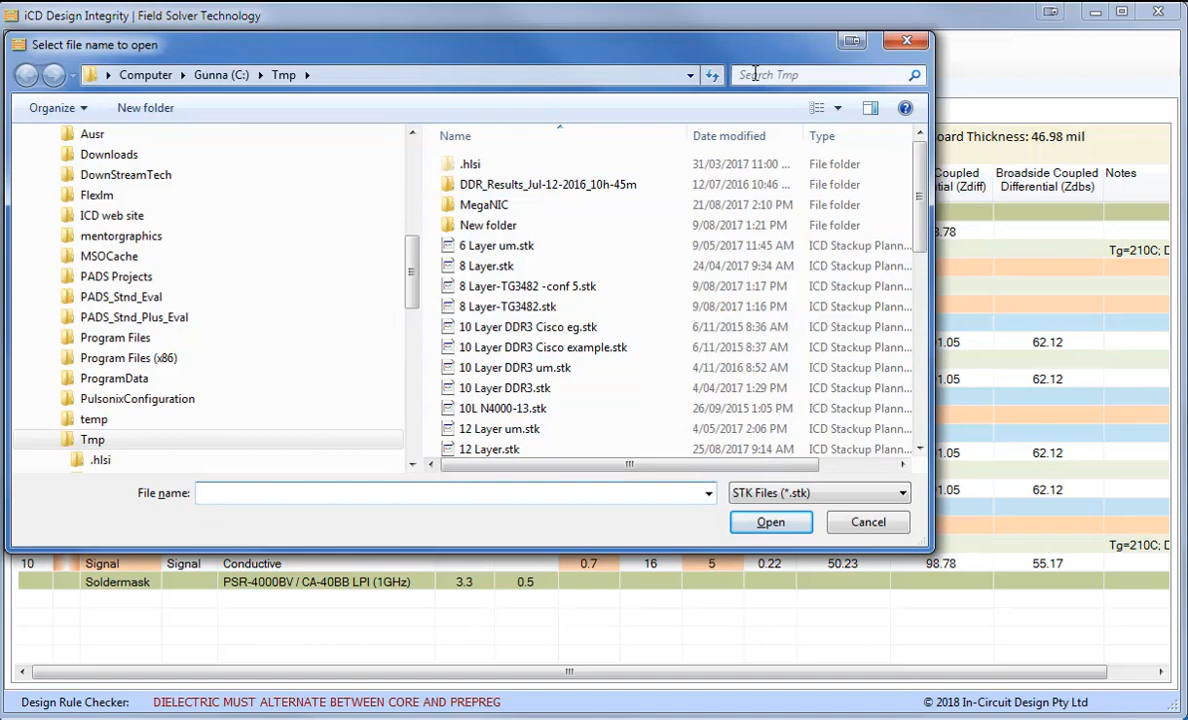 iCD Design Integrity | Field Solver Technology
Select file name to open
Computer Gunna (C:) Tmp
Search Tmp
Organize New folder
Ausr
Downloads
DownStreamTech
Flexlm
ICD web site
mentorgraphics
MSOCache
PADS Projects
PADS_Stnd_Eval
PADS_Stnd_Plus_Eval
Program Files
Program Files (x86)
ProgramData
PulsonixConfiguration
temp
Tmp
.hlsi
Name Date modified Type
.hlsi 31/03/2017 11:00 ... File folder
DDR_Results_Jul-12-2016_10h-45m 12/07/2016 10:46 ... File folder
MegaNIC 21/08/2017 2:10 PM File folder
New folder 9/08/2017 1:21 PM File folder
6 Layer um.stk 9/05/2017 11:45 AM ICD Stackup Plann...
8 Layer.stk 24/04/2017 9:34 AM ICD Stackup Plann...
8 Layer-TG3482 -conf 5.stk 9/08/2017 1:17 PM ICD Stackup Plann...
8 Layer-TG3482.stk 9/08/2017 1:16 PM ICD Stackup Plann...
10 Layer DDR3 Cisco eg.stk 6/11/2015 8:36 AM ICD Stackup Plann...
10 Layer DDR3 Cisco example.stk 6/11/2015 8:37 AM ICD Stackup Plann...
10 Layer DDR3 um.stk 4/11/2016 8:52 AM ICD Stackup Plann...
10 Layer DDR3.stk 4/04/2017 1:29 PM ICD Stackup Plann...
10L N4000-13.stk 26/09/2015 1:05 PM ICD Stackup Plann...
12 Layer um.stk 4/05/2017 2:06 PM ICD Stackup Plann...
12 Layer.stk 25/08/2017 9:14 AM ICD Stackup Plann...
File name: STK Files (*.stk)
Open Cancel
oard Thickness: 46.98 mil
Coupled Broadside Coupled Notes
tial (Zdiff) Differential (Zdbs)
8.78
Tg=210C; D
1.05 62.12
1.05 62.12
1.05 62.12
1.05 62.12
Tg=210C; D
10 Signal Signal Conductive 0.7 16 5 0.22 50.23 98.78 55.17
Soldermask PSR-4000BV / CA-40BB LPI (1GHz) 3.3 0.5
Design Rule Checker: DIELECTRIC MUST ALTERNATE BETWEEN CORE AND PREPREG © 2018 In-Circuit Design Pty Ltd